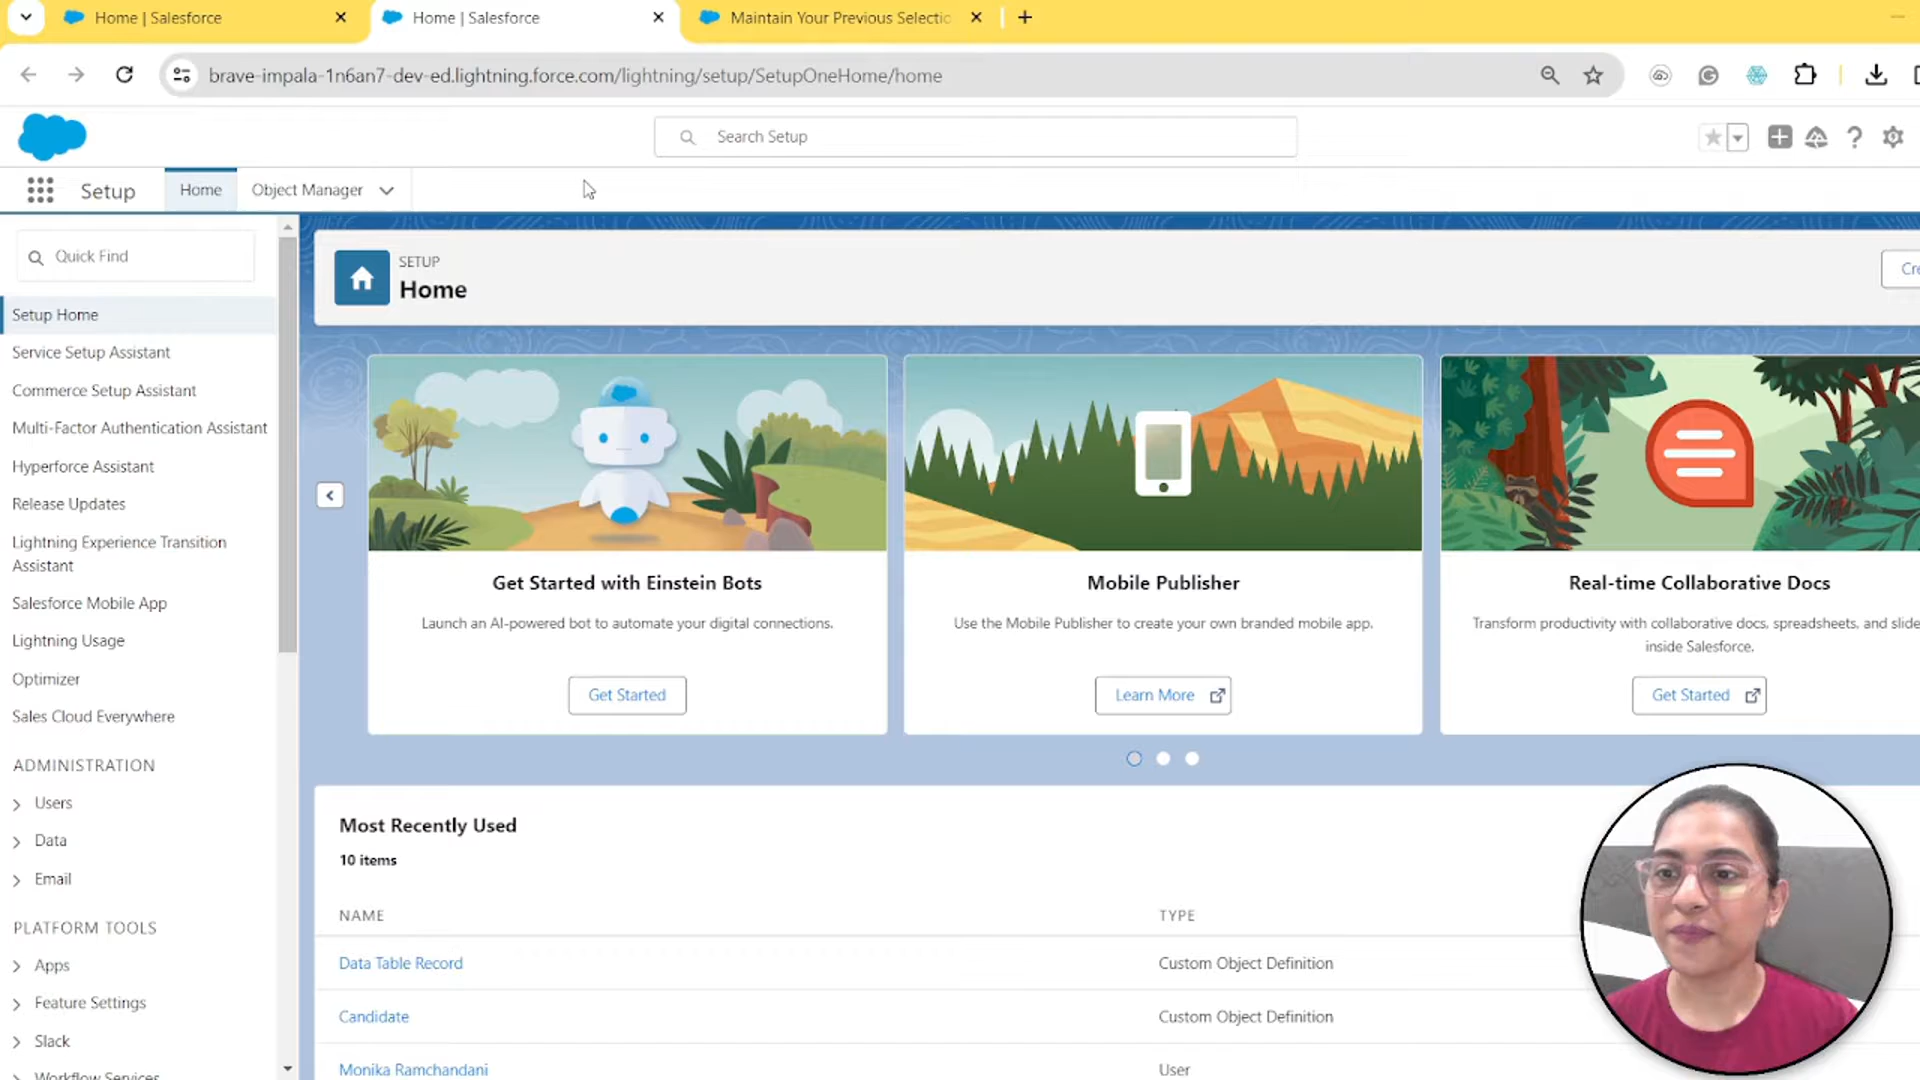 Home | Salesforce
Home | Salesforce
Maintain Your Previous Selectio
brave-impala-1n6an7-dev-ed.lightning.force.com/lightning/setup/SetupOneHome/home
Search Setup
Setup
Home
Object Manager
Quick Find
Setup Home
Service Setup Assistant
Commerce Setup Assistant
Multi-Factor Authentication Assistant
Hyperforce Assistant
Release Updates
Lightning Experience Transition
Assistant
Salesforce Mobile App
Lightning Usage
Optimizer
Sales Cloud Everywhere
ADMINISTRATION
Users
Data
Email
PLATFORM TOOLS
Apps
Feature Settings
Slack
Workflow Services
SETUP
Home
Cre
Get Started with Einstein Bots
Launch an AI-powered bot to automate your digital connections.
Get Started
Mobile Publisher
Use the Mobile Publisher to create your own branded mobile app.
Learn More
Real-time Collaborative Docs
Transform productivity with collaborative docs, spreadsheets, and slide
inside Salesforce.
Get Started
Most Recently Used
10 items
NAME
TYPE
Data Table Record
Custom Object Definition
Candidate
Custom Object Definition
Monika Ramchandani
User